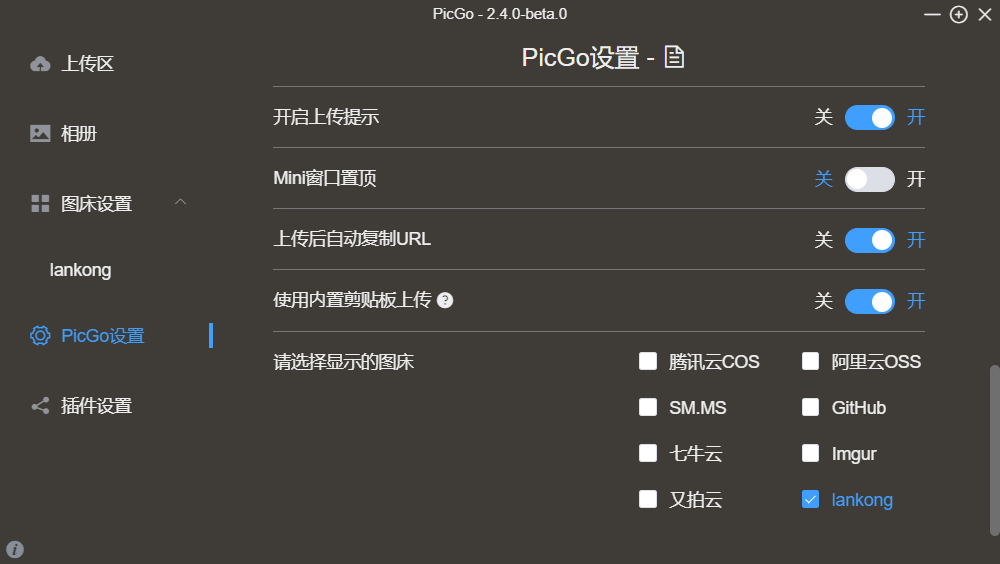 PicGo - 2.4.0-beta.0
上传区
相册
图床设置
lankong
PicGo设置
插件设置
PicGo设置 -
开启上传提示 关 开
Mini窗口置顶 关 开
上传后自动复制URL 关 开
使用内置剪贴板上传 ? 关 开
请选择显示的图床 腾讯云COS 阿里云OSS
SM.MS GitHub
七牛云 Imgur
又拍云 lankong
i